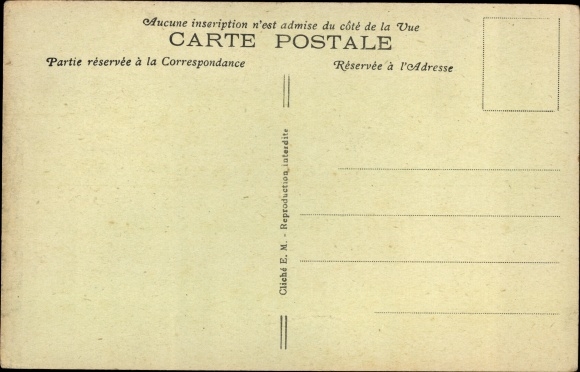 Aucune inscription n'est admise du côté de la Vue
CARTE POSTALE
Partie réservée à la Correspondance
Réservée à l'Adresse
Cliché E. M. - Reproduction interdite